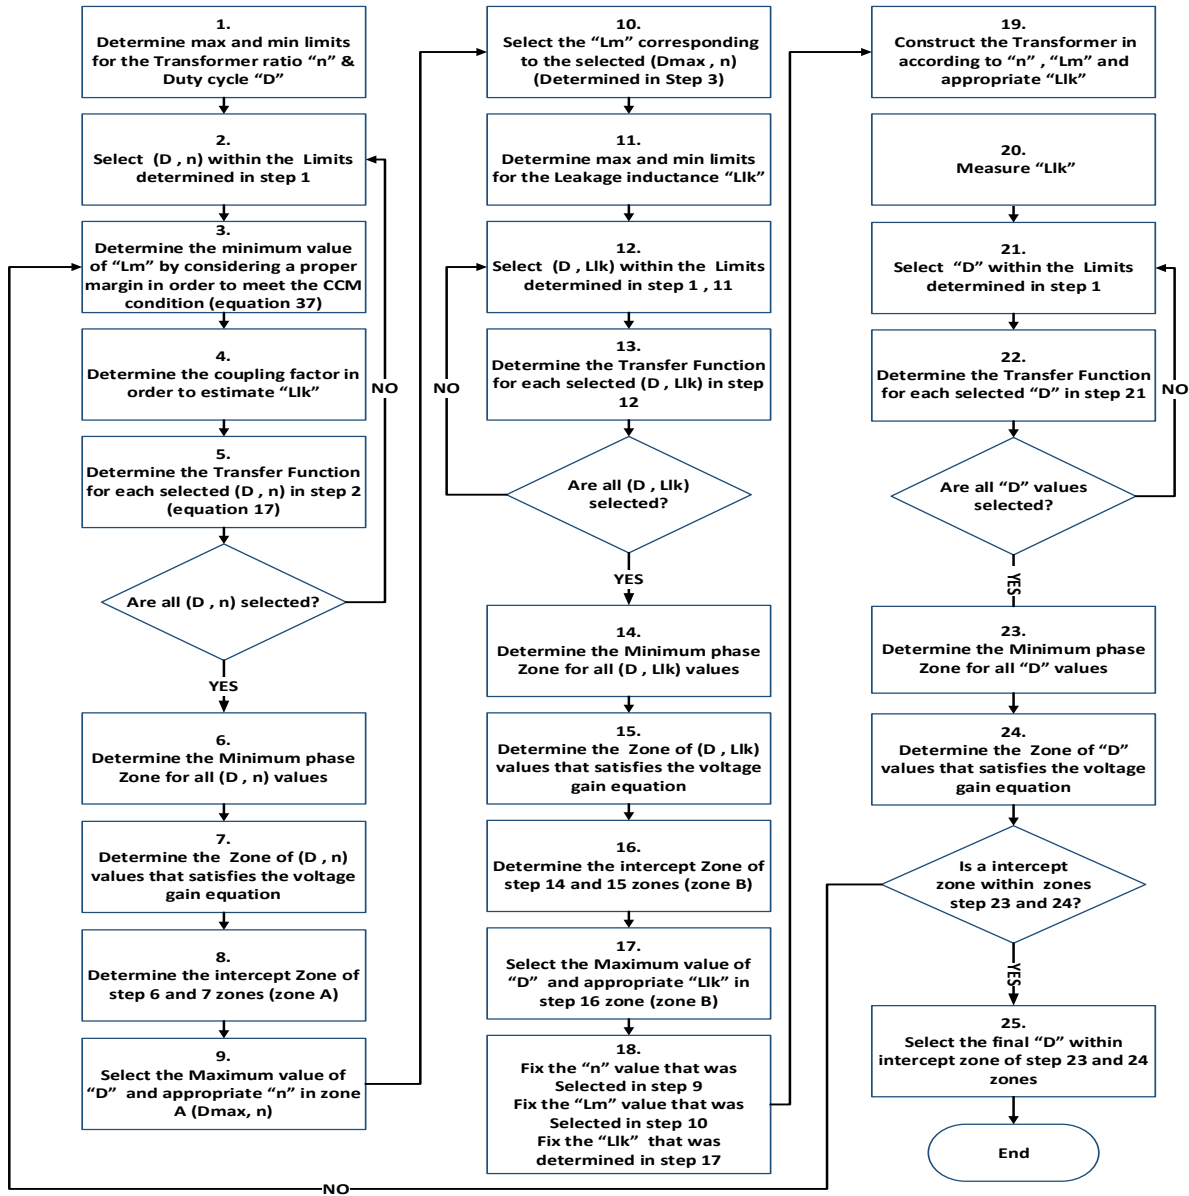 1.
Determine max and min limits
for the Transformer ratio “n” &
Duty cycle “D”
2.
Select (D , n) within the Limits
determined in step 1
3.
Determine the minimum value
of “Lm” by considering a proper
margin in order to meet the CCM
condition (equation 37)
4.
Determine the coupling factor in
order to estimate “Llk”
NO
5.
Determine the Transfer Function
for each selected (D , n) in step 2
(equation 17)
Are all (D , n) selected?
YES
6.
Determine the Minimum phase
Zone for all (D , n) values
7.
Determine the Zone of (D , n)
values that satisfies the voltage
gain equation
8.
Determine the intercept Zone of
step 6 and 7 zones (zone A)
9.
Select the Maximum value of
“D” and appropriate “n” in zone
A (Dmax, n)
10.
Select the “Lm” corresponding
to the selected (Dmax , n)
(Determined in Step 3)
11.
Determine max and min limits
for the Leakage inductance “Llk”
12.
Select (D , Llk) within the Limits
determined in step 1 , 11
13.
Determine the Transfer Function
for each selected (D , Llk) in step
12
NO
Are all (D , Llk)
selected?
YES
14.
Determine the Minimum phase
Zone for all (D , Llk) values
15.
Determine the Zone of (D , Llk)
values that satisfies the voltage
gain equation
16.
Determine the intercept Zone of
step 14 and 15 zones (zone B)
17.
Select the Maximum value of
“D” and appropriate “Llk” in
step 16 zone (zone B)
18.
Fix the “n” value that was
Selected in step 9
Fix the “Lm” value that was
Selected in step 10
Fix the “Llk” that was
determined in step 17
19.
Construct the Transformer in
according to “n” , “Lm” and
appropriate “Llk”
20.
Measure “Llk”
21.
Select “D” within the Limits
determined in step 1
22.
Determine the Transfer Function
for each selected “D” in step 21
NO
Are all “D” values
selected?
YES
23.
Determine the Minimum phase
Zone for all “D” values
24.
Determine the Zone of “D”
values that satisfies the voltage
gain equation
Is a intercept
zone within zones
step 23 and 24?
YES
25.
Select the final “D” within
intercept zone of step 23 and 24
zones
End
NO